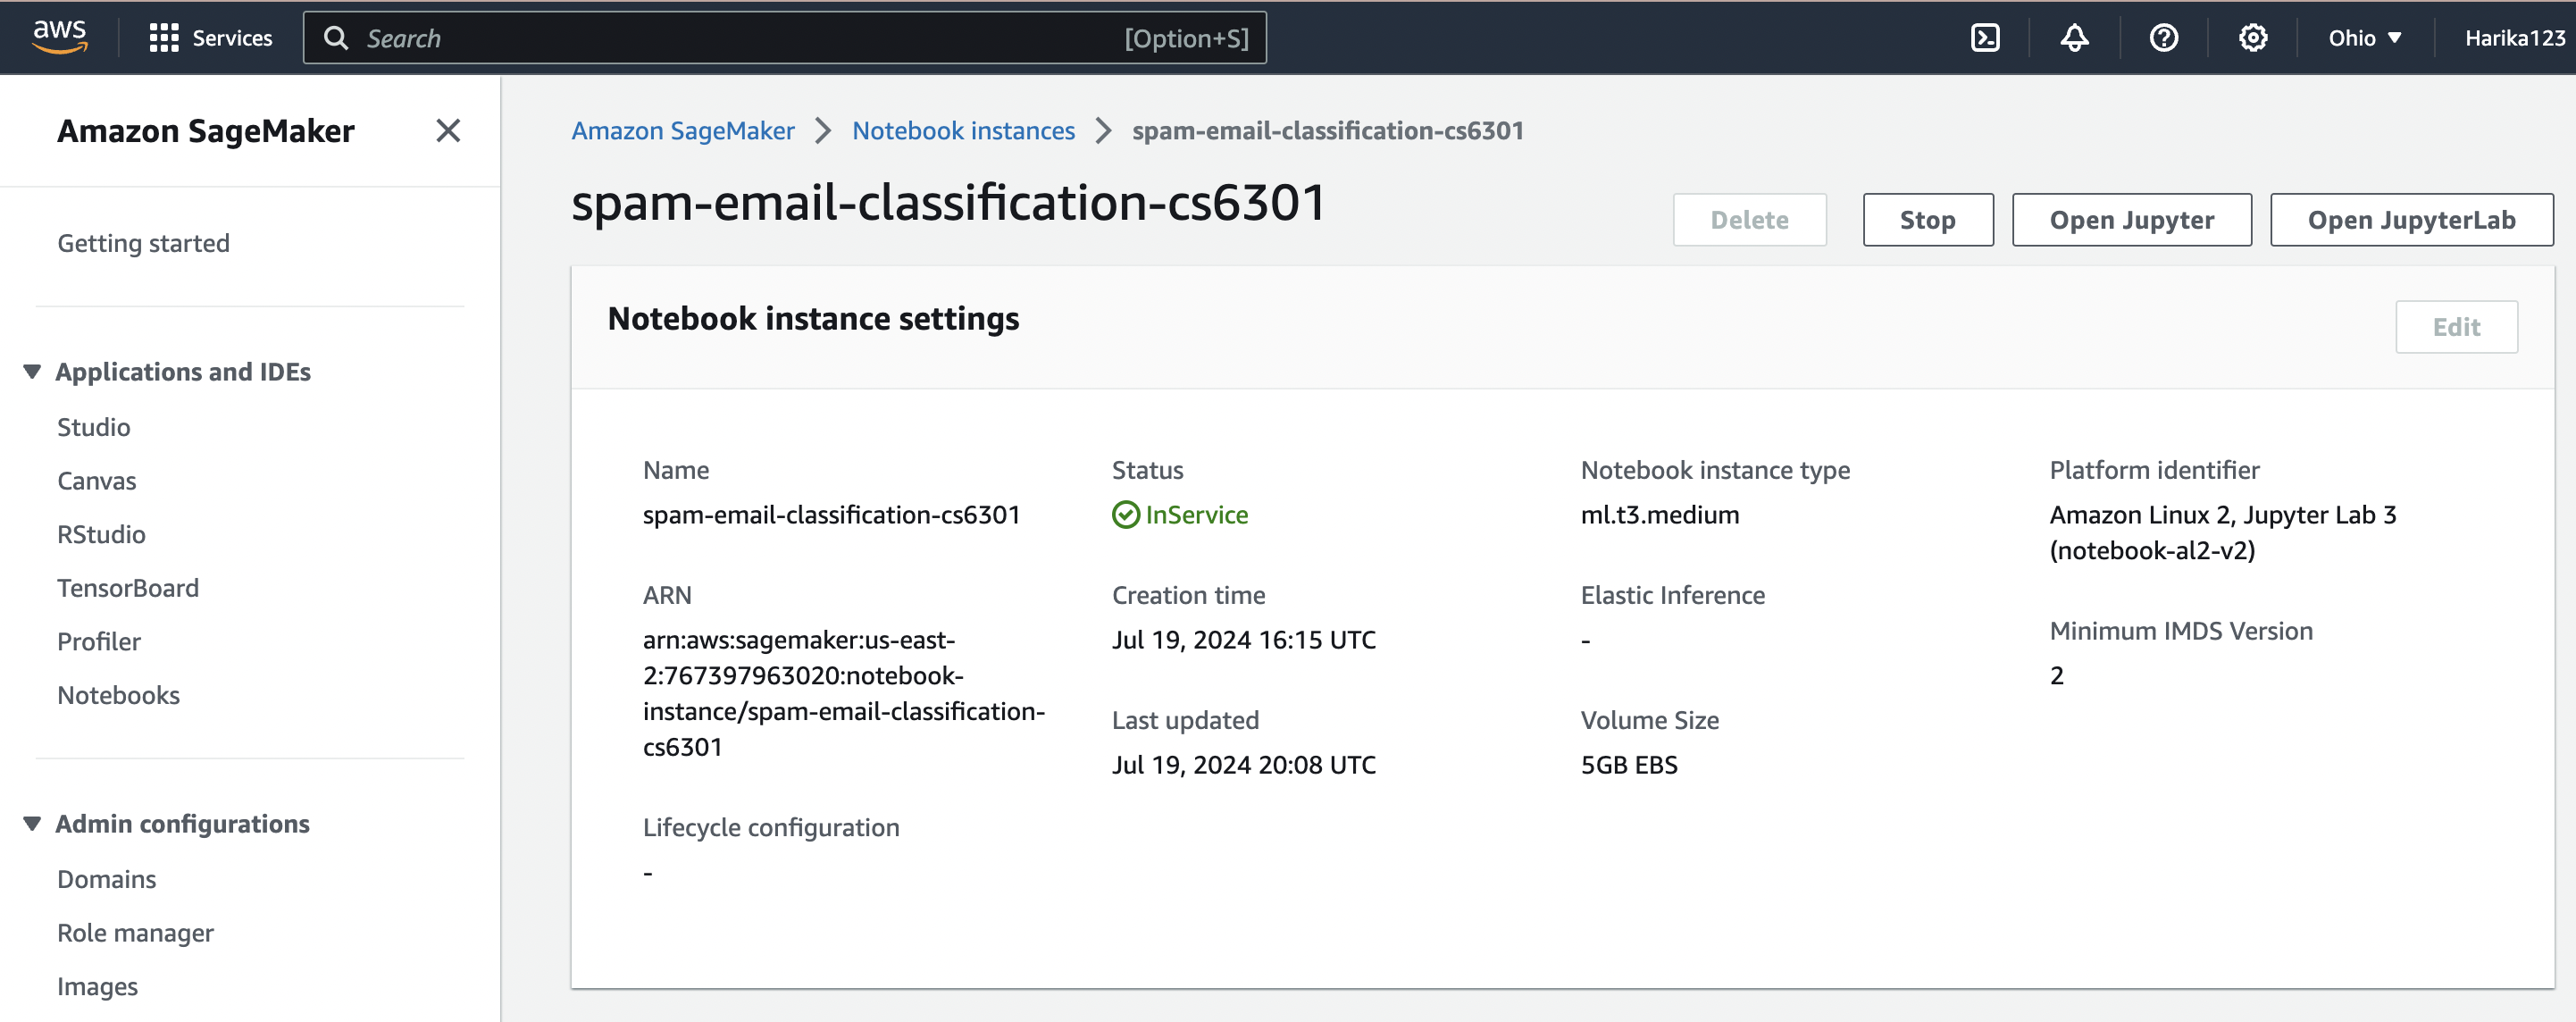 aws
Services
Search
[Option+S]
Ohio
Harika123
Amazon SageMaker
Getting started
Applications and IDEs
Studio
Canvas
RStudio
TensorBoard
Profiler
Notebooks
Admin configurations
Domains
Role manager
Images
Amazon SageMaker > Notebook instances > spam-email-classification-cs6301
spam-email-classification-cs6301
Delete
Stop
Open Jupyter
Open JupyterLab
Notebook instance settings
Edit
Name
spam-email-classification-cs6301
ARN
arn:aws:sagemaker:us-east-
2:767397963020:notebook-
instance/spam-email-classification-
cs6301
Lifecycle configuration
-
Status
InService
Creation time
Jul 19, 2024 16:15 UTC
Last updated
Jul 19, 2024 20:08 UTC
Notebook instance type
ml.t3.medium
Elastic Inference
-
Volume Size
5GB EBS
Platform identifier
Amazon Linux 2, Jupyter Lab 3
(notebook-al2-v2)
Minimum IMDS Version
2